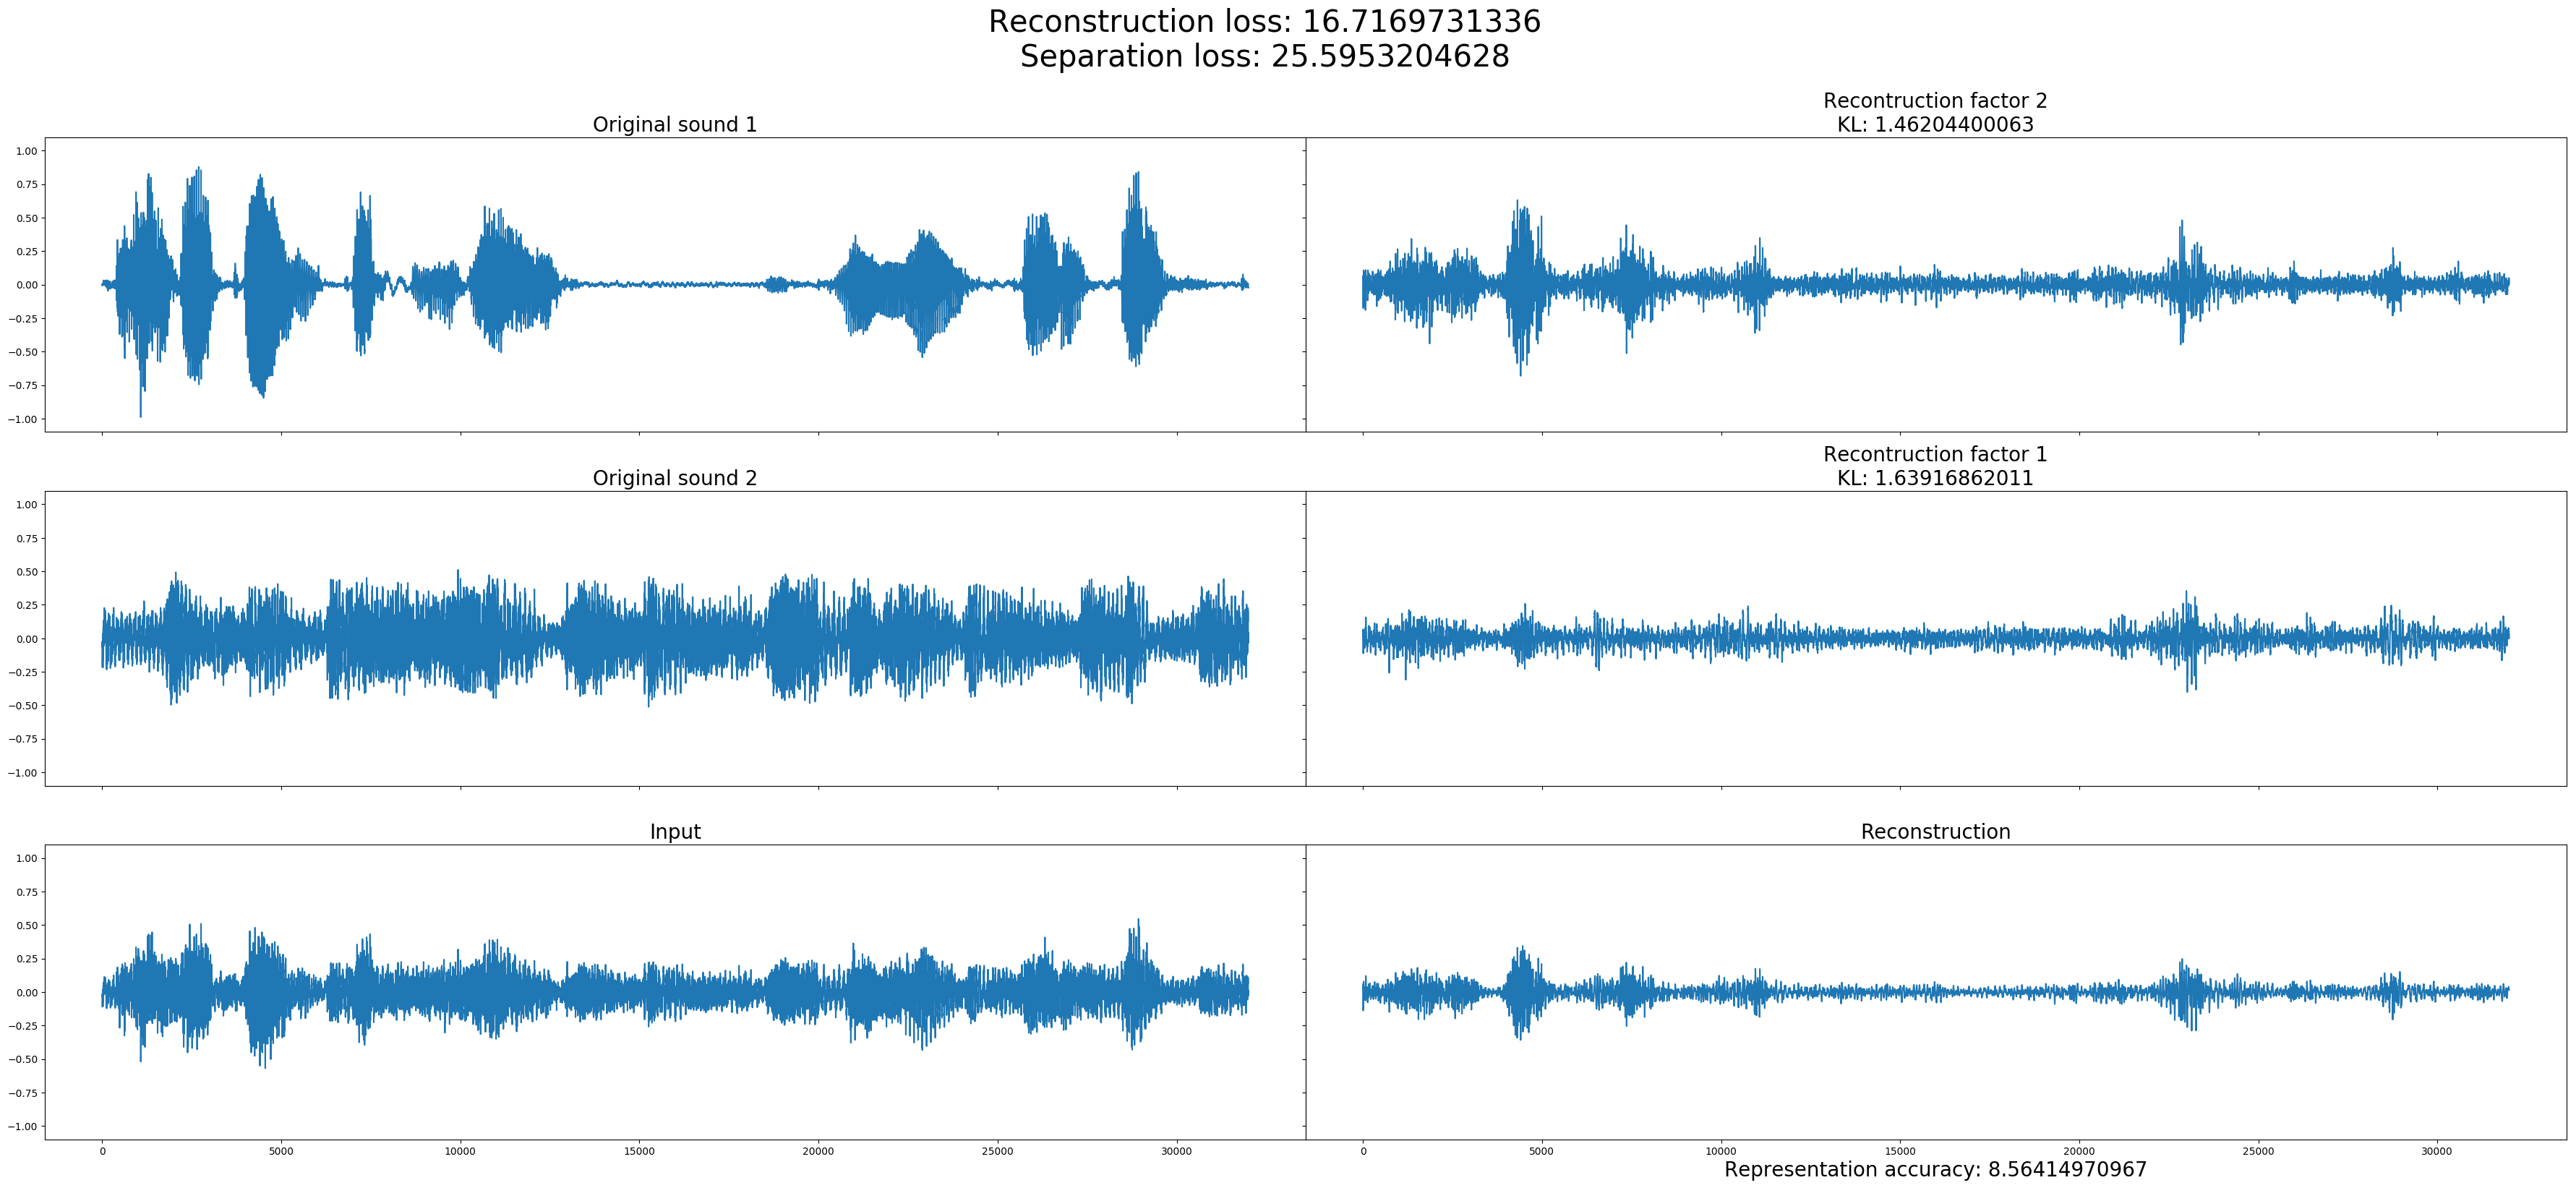 Reconstruction loss: 16.7169731336
Separation loss: 25.5953204628
Original sound 1
1.00
0.75
0.50
0.25
0.00
−0.25
−0.50
−0.75
−1.00
Recontruction factor 2
KL: 1.46204400063
Original sound 2
1.00
0.75
0.50
0.25
0.00
−0.25
−0.50
−0.75
−1.00
Recontruction factor 1
KL: 1.63916862011
Input
1.00
0.75
0.50
0.25
0.00
−0.25
−0.50
−0.75
−1.00
0 5000 10000 15000 20000 25000 30000
Reconstruction
0 5000 10000 15000 20000 25000 30000
Representation accuracy: 8.56414970967